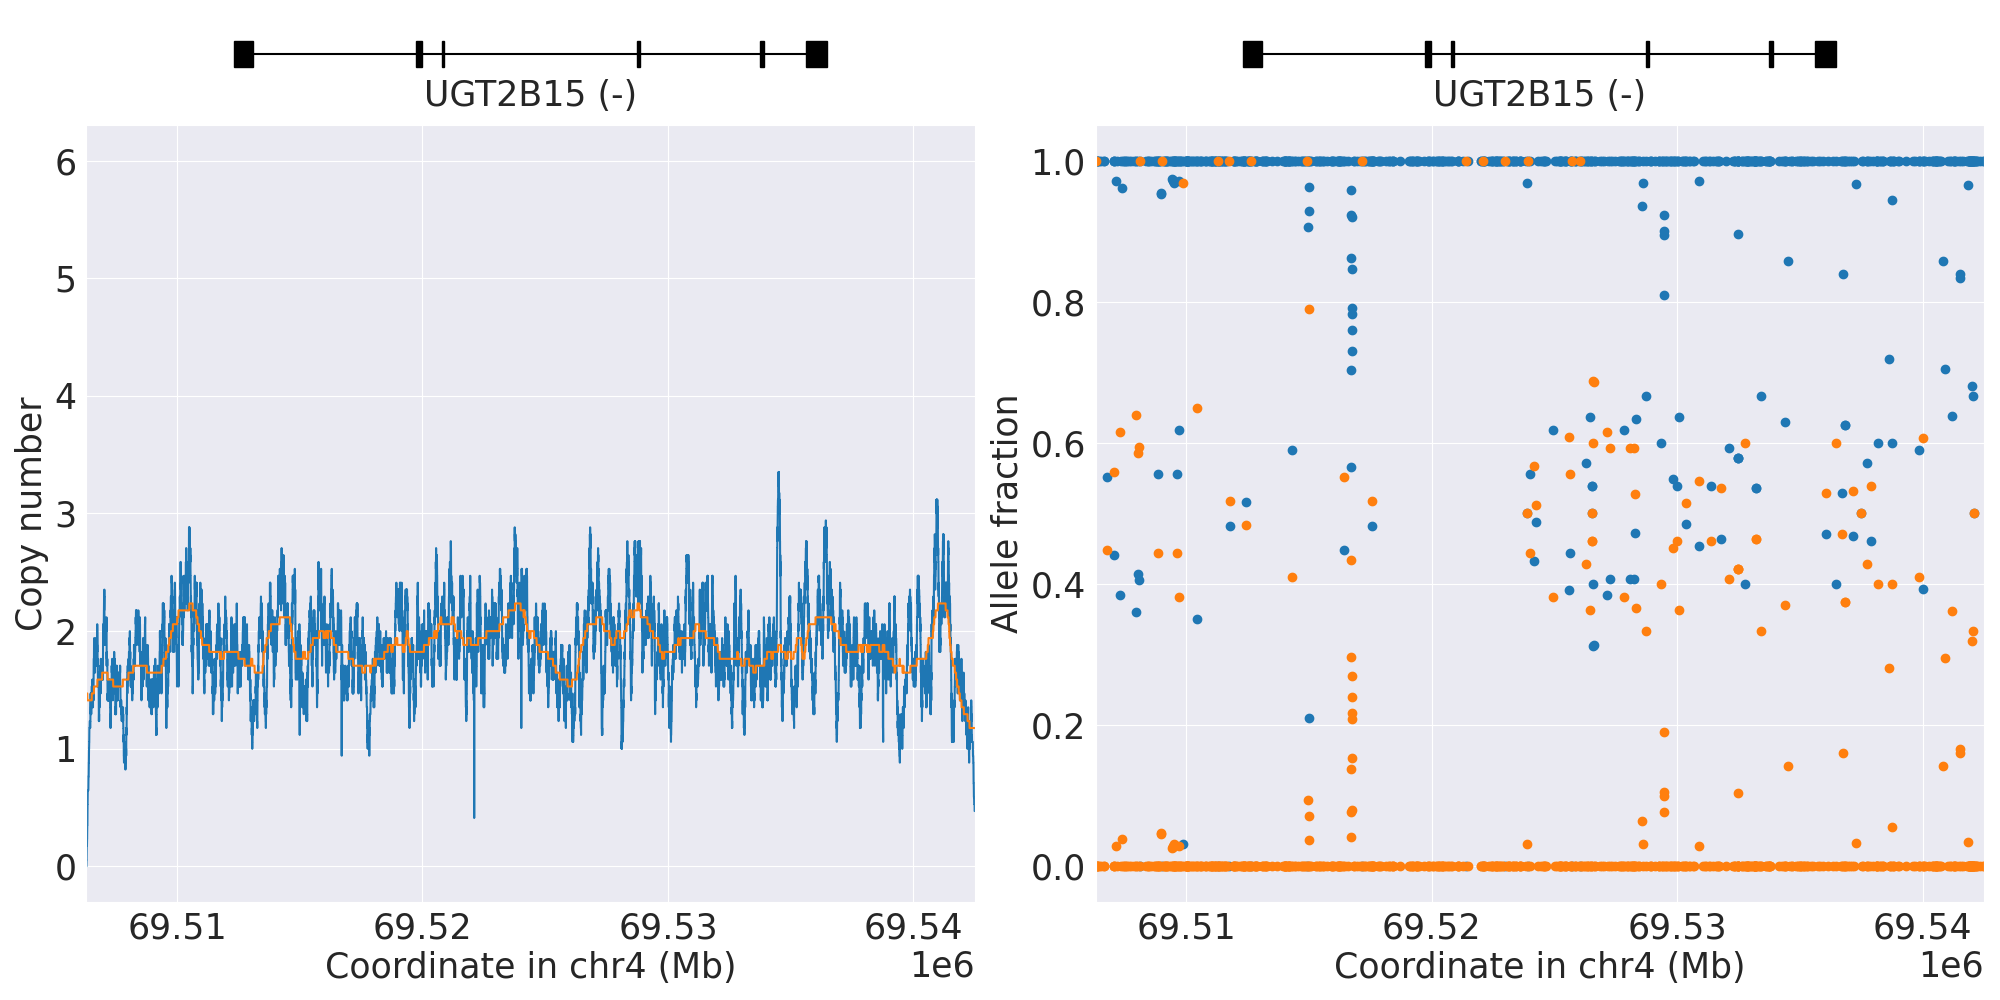 UGT2B15 (-)
6
5
4
3
2
1
0
Copy number
69.51 69.52 69.53 69.54
Coordinate in chr4 (Mb)
1e6
UGT2B15 (-)
1.0
0.8
0.6
0.4
0.2
0.0
Allele fraction
69.51 69.52 69.53 69.54
Coordinate in chr4 (Mb)
1e6